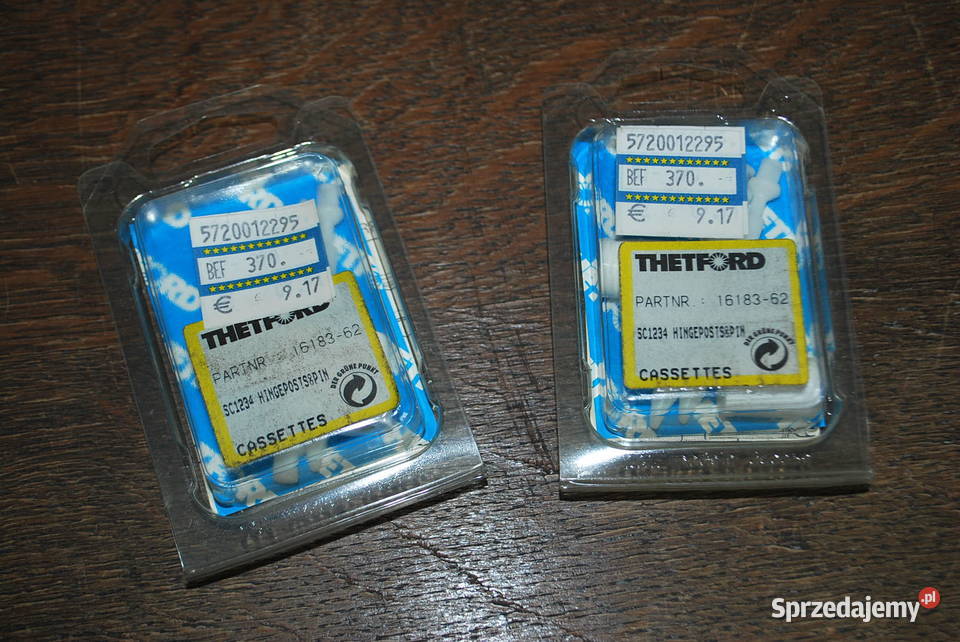 5720012295
BEF 370.-
€ 9.17
THETFORD
PARTNR : 16183-62
SC1234 HINGEPOSTS&PIN
DER GRÜNE PUNKT
CASSETTES
5720012295
BEF 370.-
€ 9.17
THETFORD
PARTNR : 16183-62
SC1234 HINGEPOSTS&PIN
DER GRÜNE PUNKT
CASSETTES
Sprzedajemy.pl